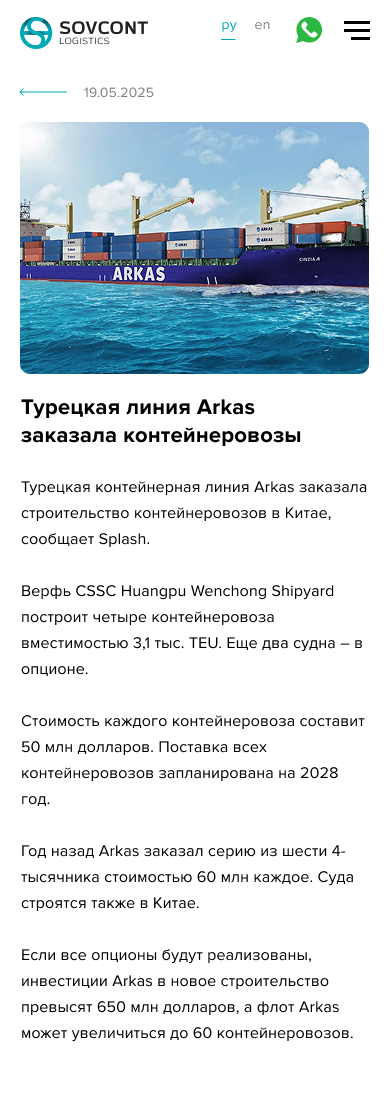 SOVCONT
LOGISTICS
ру
en
19.05.2025
ARKAS
ARKAS
ARKAS
ARKAS
CINZIA A
Турецкая линия Arkas
заказала контейнеровозы
Турецкая контейнерная линия Arkas заказала
строительство контейнеровозов в Китае,
сообщает Splash.
Верфь CSSC Huangpu Wenchong Shipyard
построит четыре контейнеровоза
вместимостью 3,1 тыс. TEU. Еще два судна – в
опционе.
Стоимость каждого контейнеровоза составит
50 млн долларов. Поставка всех
контейнеровозов запланирована на 2028
год.
Год назад Arkas заказал серию из шести 4-
тысячника стоимостью 60 млн каждое. Суда
строятся также в Китае.
Если все опционы будут реализованы,
инвестиции Arkas в новое строительство
превысят 650 млн долларов, а флот Arkas
может увеличиться до 60 контейнеровозов.